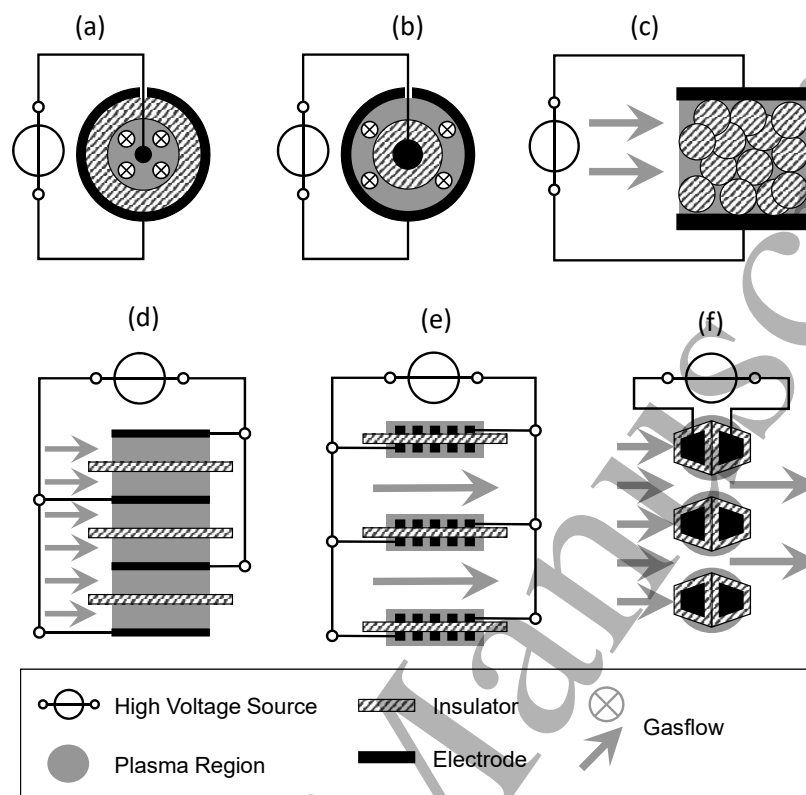 (a)
(b)
(c)
(d)
(e)
(f)
High Voltage Source
Insulator
Gasflow
Plasma Region
Electrode